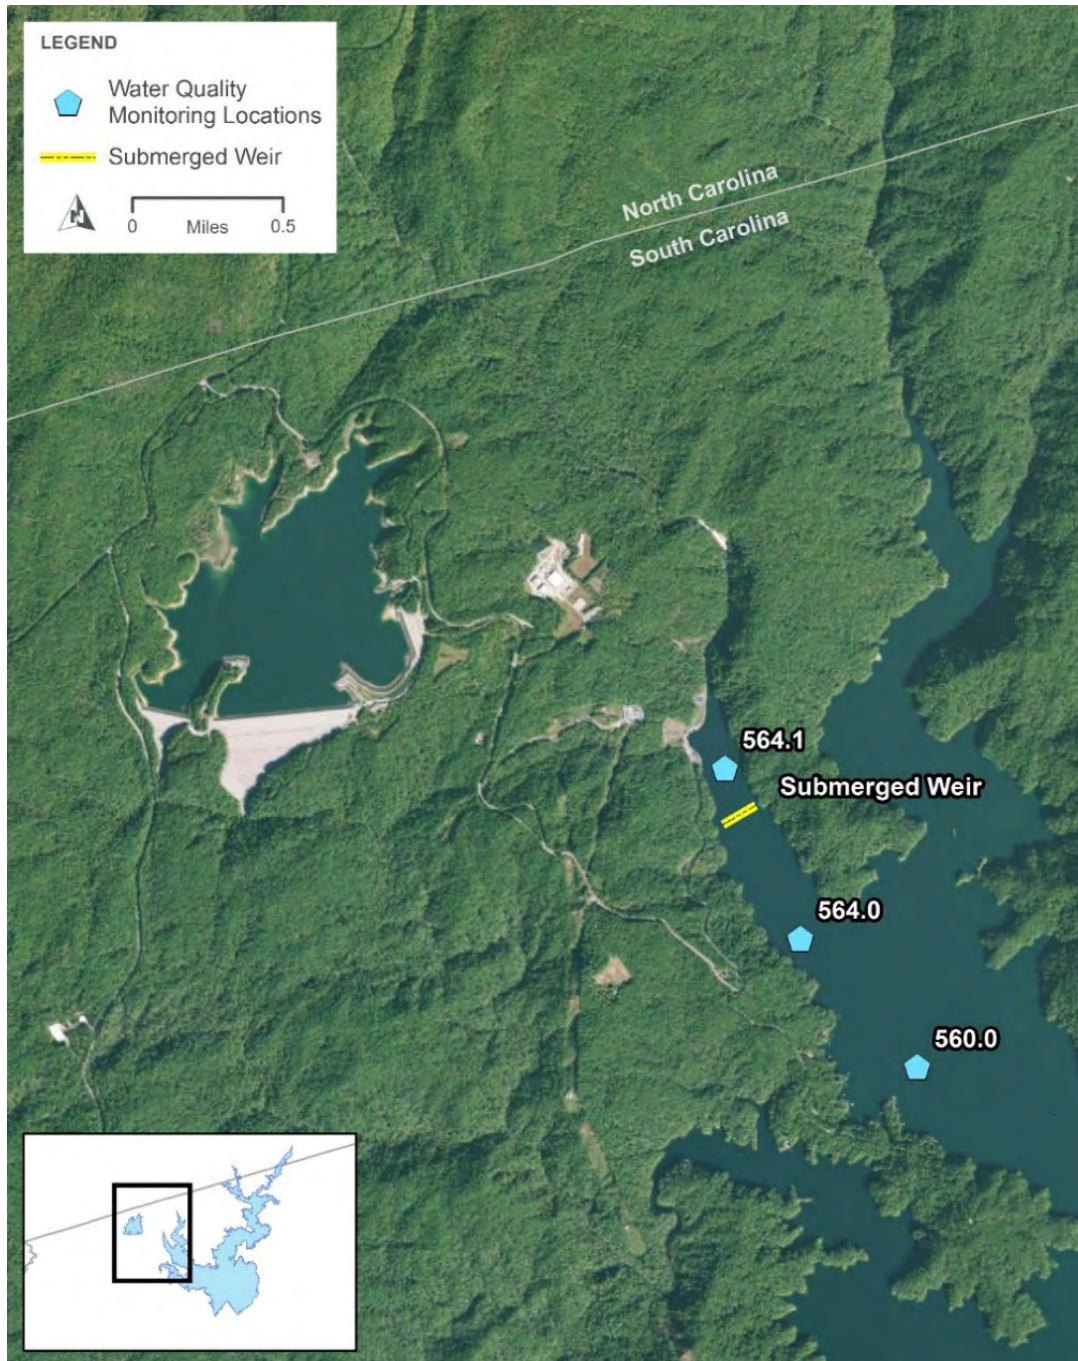 LEGEND
Water Quality
Monitoring Locations
Submerged Weir
N
0 Miles 0.5
North Carolina
South Carolina
564.1
Submerged Weir
564.0
560.0